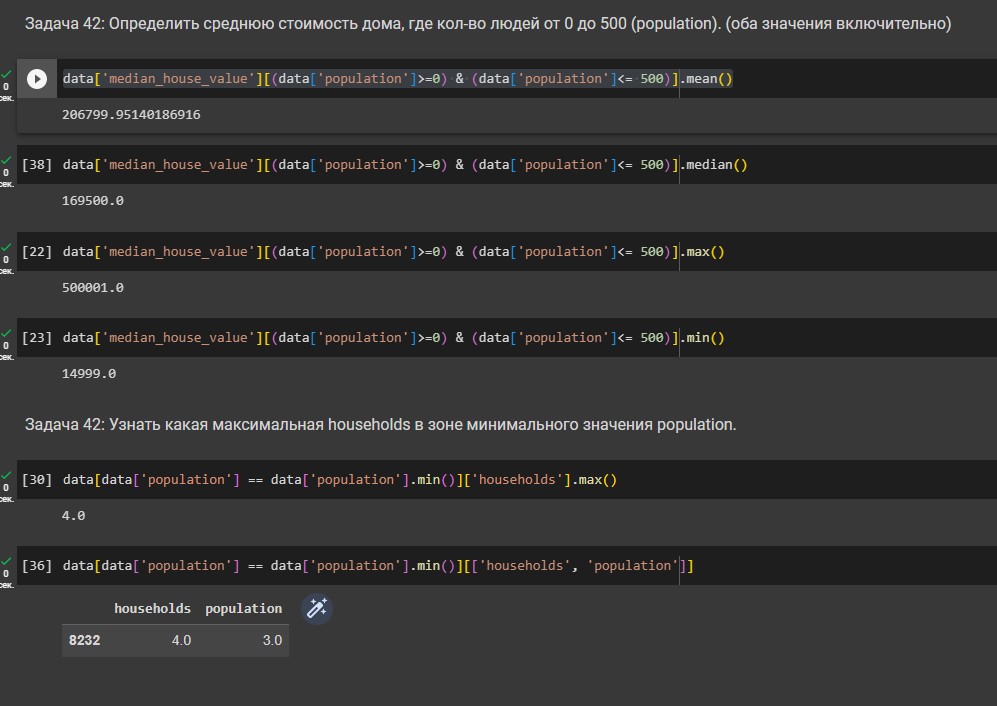 Задача 42: Определить среднюю стоимость дома, где кол-во людей от 0 до 500 (population). (оба значения включительно)
0
сек.
data['median_house_value'][(data['population']>=0) & (data['population']<= 500)].mean()
206799.95140186916
0
сек.
[38] data['median_house_value'][(data['population']>=0) & (data['population']<= 500)].median()
169500.0
0
сек.
[22] data['median_house_value'][(data['population']>=0) & (data['population']<= 500)].max()
500001.0
0
сек.
[23] data['median_house_value'][(data['population']>=0) & (data['population']<= 500)].min()
14999.0
Задача 42: Узнать какая максимальная households в зоне минимального значения population.
0
сек.
[30] data[data['population'] == data['population'].min()]['households'].max()
4.0
0
сек.
[36] data[data['population'] == data['population'].min()][['households', 'population']]
households population
8232 4.0 3.0